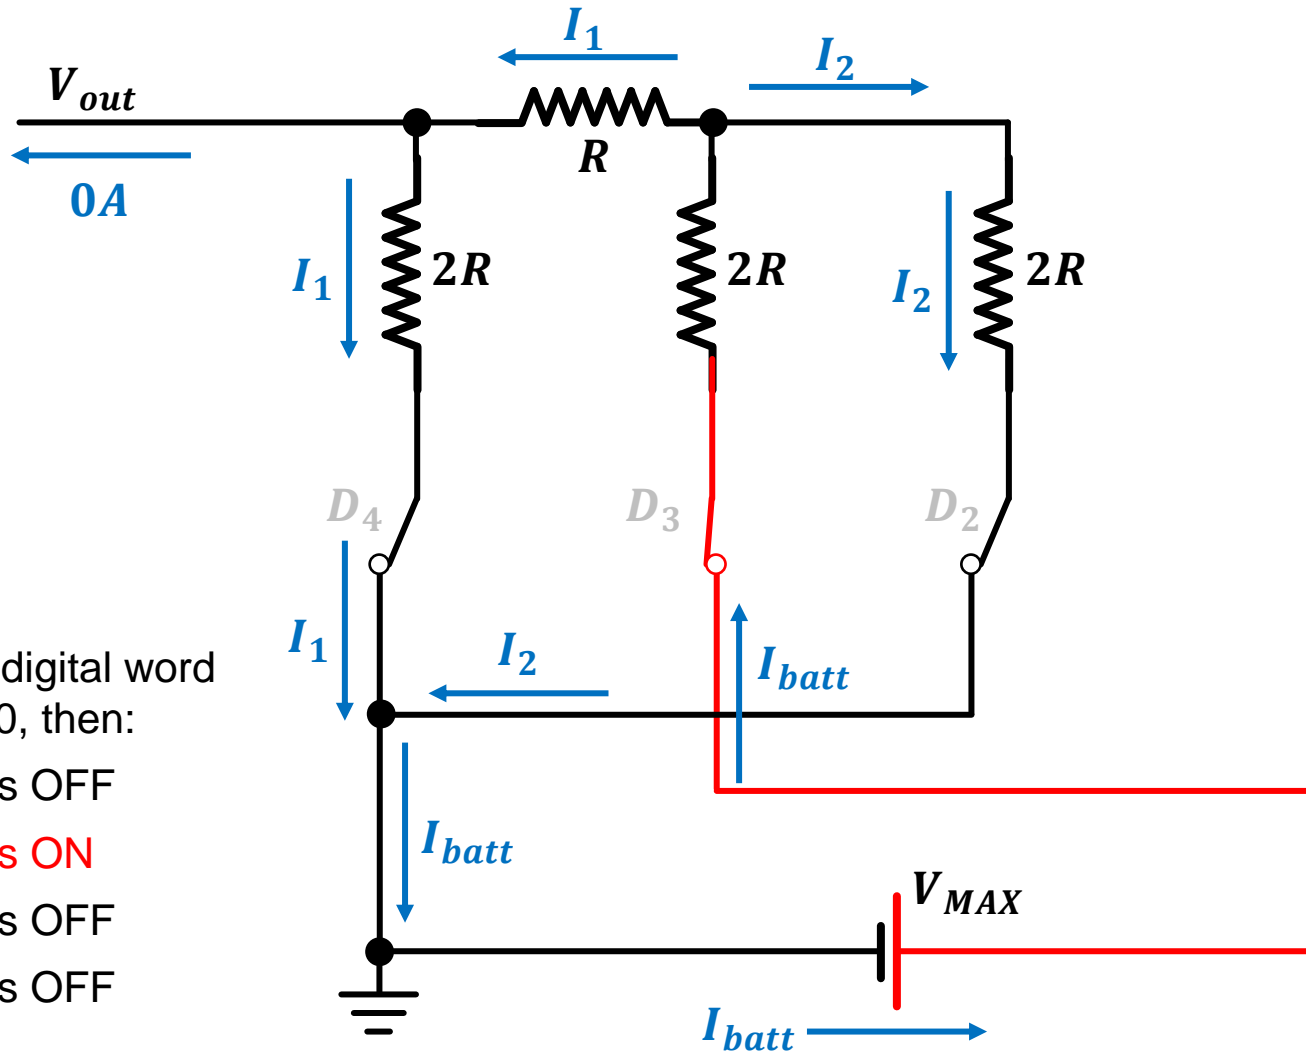 I1
I2
Vout
R
0A
I1
2R
2R
I2
2R
D4
D3
D2
I1
I2
Ibatt
digital word
0, then:
s OFF
s ON
s OFF
s OFF
Ibatt
VMAX
Ibatt